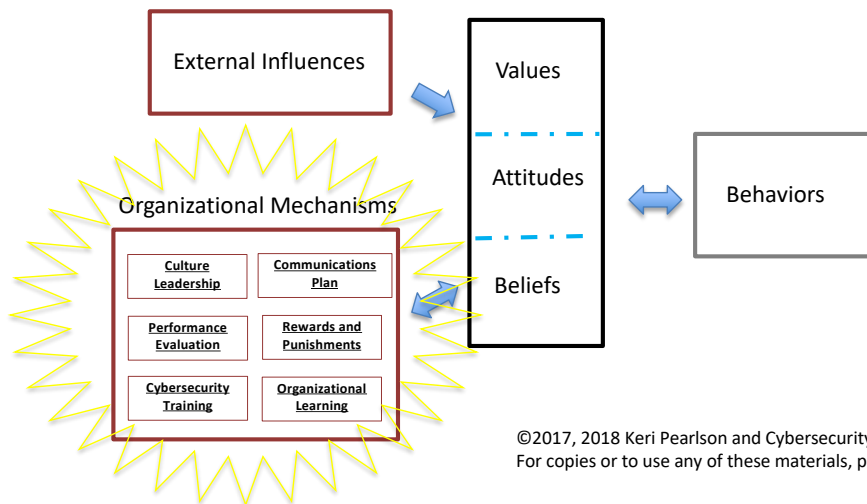 External Influences
Values
Attitudes
Beliefs
Behaviors
Organizational Mechanisms
Culture
Leadership
Communications
Plan
Performance
Evaluation
Rewards and
Punishments
Cybersecurity
Training
Organizational
Learning
©2017, 2018 Keri Pearlson and Cybersecurity
For copies or to use any of these materials, p